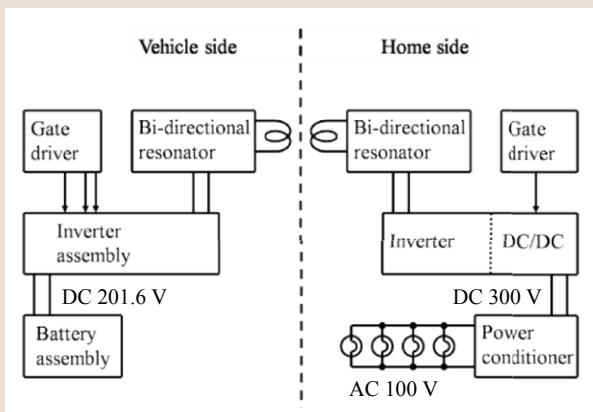 Vehicle side
Home side
Gate
driver
Bi-directional
resonator
Bi-directional
resonator
Gate
driver
Inverter
assembly
Inverter
DC/DC
DC 201.6 V
DC 300 V
Battery
assembly
Power
conditioner
AC 100 V